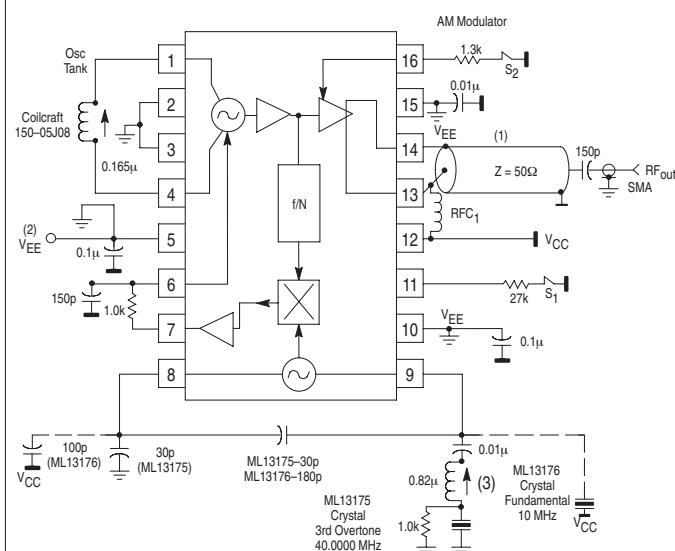 AM Modulator
Osc
Tank
1
16
1.3k
S2
Coilcraft
150–05J08
2
15
0.01µ
VEE
(1)
0.165µ
3
14
Z = 50Ω
150p
RFout
SMA
4
13
f/N
RFC1
(2)
VEE
5
12
VCC
0.1µ
6
11
27k
S1
150p
1.0k
7
10
VEE
0.1µ
8
9
100p
(ML13176)
VCC
30p
(ML13175)
ML13175–30p
ML13176–180p
0.01µ
0.82µ
(3)
ML13176
Crystal
Fundamental
10 MHz
VCC
ML13175
Crystal
3rd Overtone
40.0000 MHz
1.0k